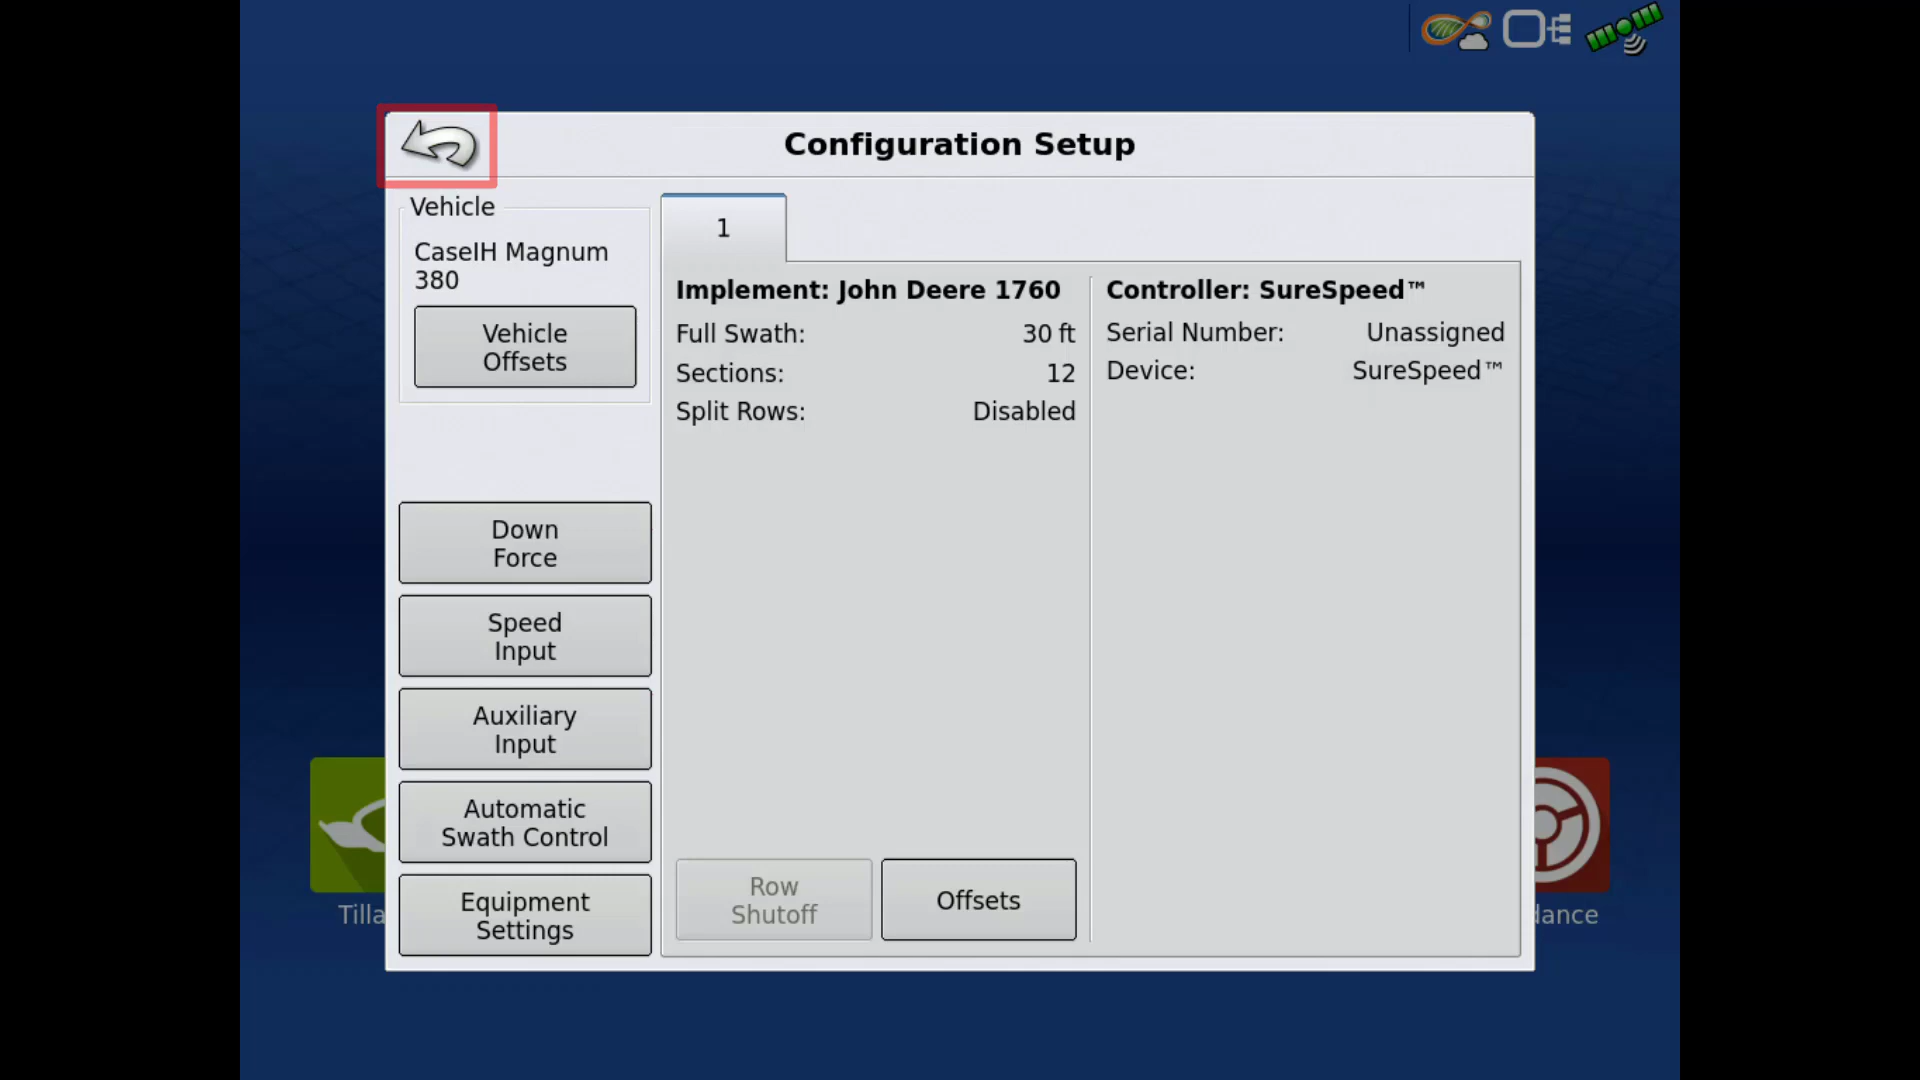 Configuration Setup
Vehicle
CaseIH Magnum
380
Vehicle
Offsets
Down
Force
Speed
Input
Auxiliary
Input
Automatic
Swath Control
Equipment
Settings
1
Implement: John Deere 1760
Full Swath: 30 ft
Sections: 12
Split Rows: Disabled
Row
Shutoff
Offsets
Controller: SureSpeed™
Serial Number: Unassigned
Device: SureSpeed™
Tilla
dance